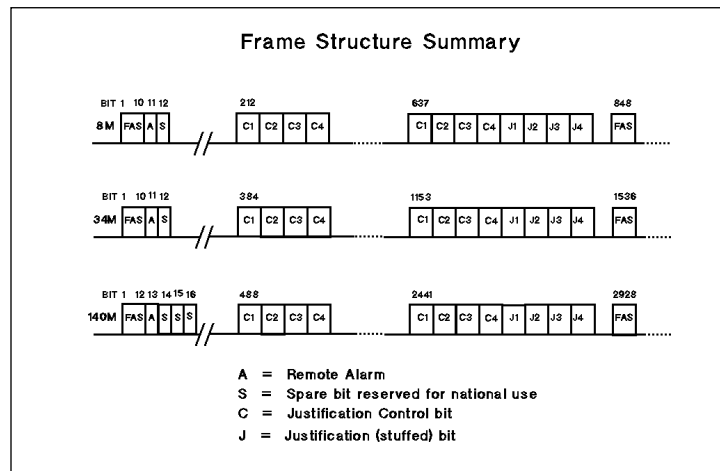 Frame Structure Summary
BIT 1 10 11 12 212 637 848
8M FAS A S C1 C2 C3 C4 C1 C2 C3 C4 J1 J2 J3 J4 FAS
BIT 1 10 11 12 384 1153 1536
34M FAS A S C1 C2 C3 C4 C1 C2 C3 C4 J1 J2 J3 J4 FAS
BIT 1 12 13 14 15 16 488 2441 2928
140M FAS A S S S C1 C2 C3 C4 C1 C2 C3 C4 J1 J2 J3 J4 FAS
A = Remote Alarm
S = Spare bit reserved for national use
C = Justification Control bit
J = Justification (stuffed) bit